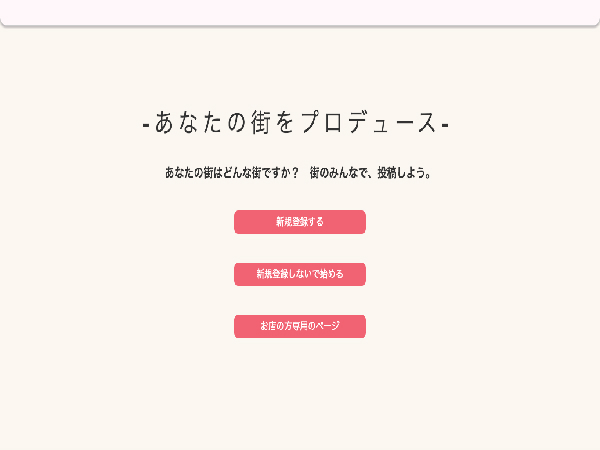 -あなたの街をプロデュース-
あなたの街はどんな街ですか？　街のみんなで、投稿しよう。
新規登録する
新規登録しないで始める
お店の方専用のページ